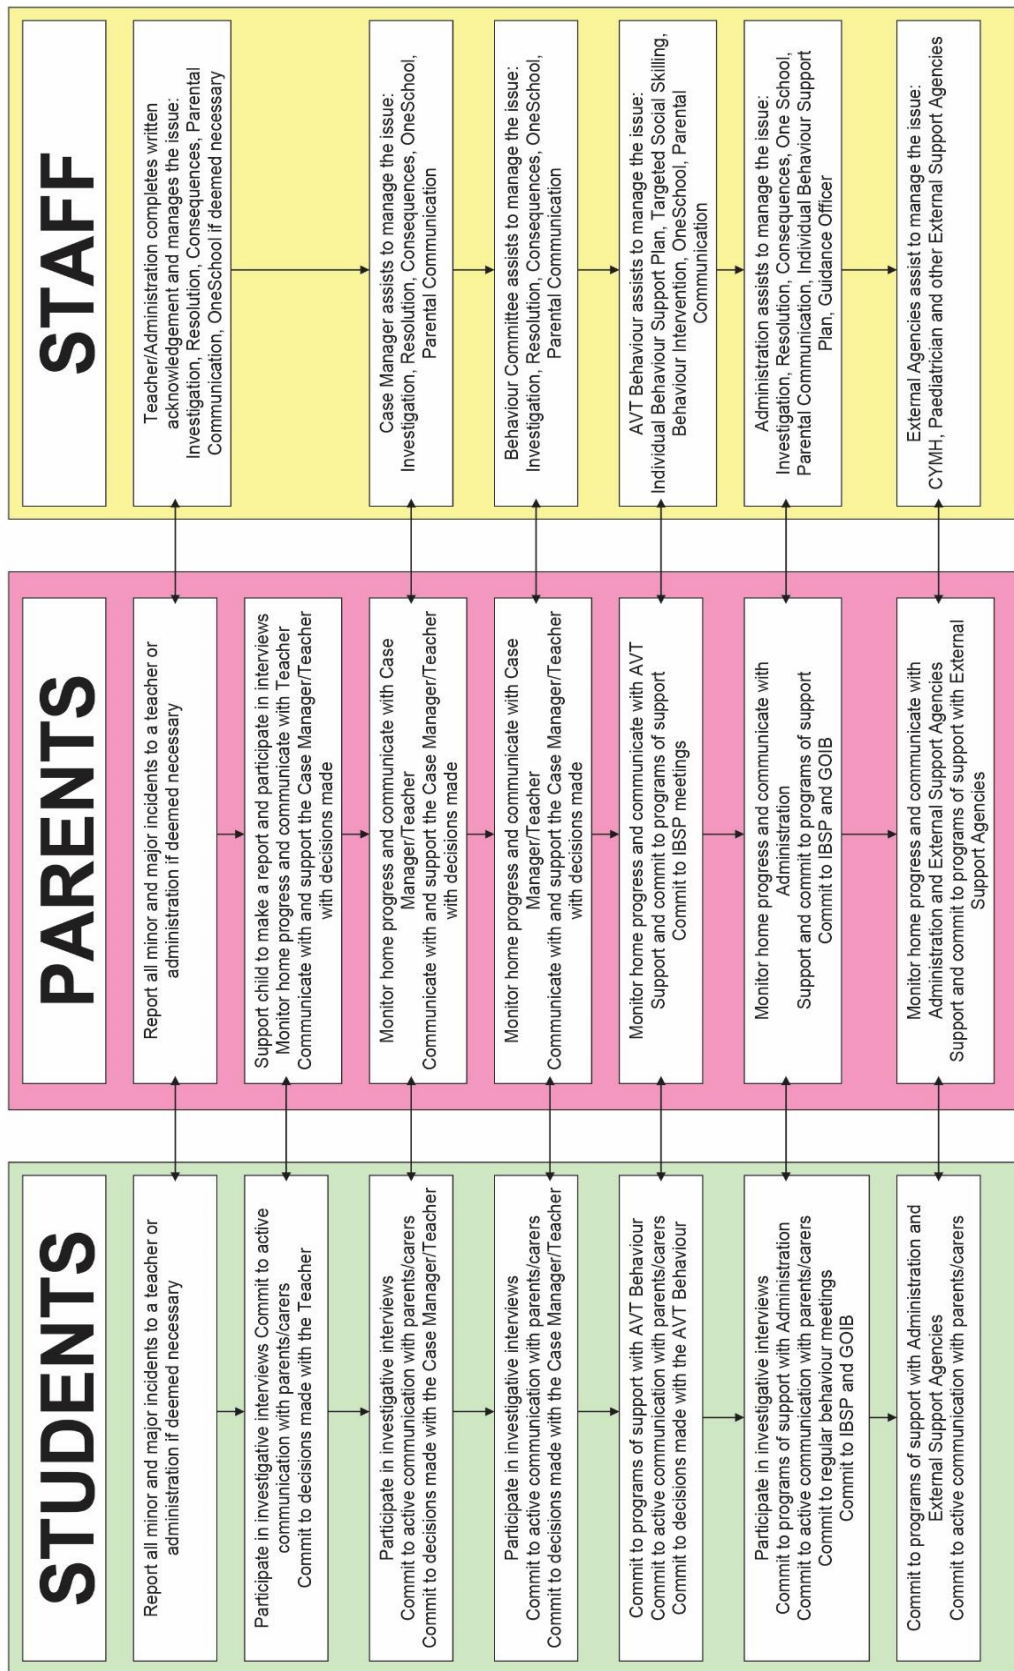 STUDENTS
Report all minor and major incidents to a teacher or
administration if deemed necessary
Participate in investigative interviews Commit to active
communication with parents/carers
Commit to decisions made with the Teacher
Participate in investigative interviews
Commit to active communication with parents/carers
Commit to decisions made with the Case Manager/Teacher
Participate in investigative interviews
Commit to active communication with parents/carers
Commit to decisions made with the Case Manager/Teacher
Commit to programs of support with AVT Behaviour
Commit to active communication with parents/carers
Commit to decisions made with the AVT Behaviour
Participate in investigative interviews
Commit to programs of support with Administration
Commit to active communication with parents/carers
Commit to regular behaviour meetings
Commit to IBSP and GOIB
Commit to programs of support with Administration and
External Support Agencies
Commit to active communication with parents/carers
PARENTS
Report all minor and major incidents to a teacher or
administration if deemed necessary
Support child to make a report and participate in interviews
Monitor home progress and communicate with Teacher
Communicate with and support the Case Manager/Teacher
with decisions made
Monitor home progress and communicate with Case
Manager/Teacher
Communicate with and support the Case Manager/Teacher
with decisions made
Monitor home progress and communicate with Case
Manager/Teacher
Communicate with and support the Case Manager/Teacher
with decisions made
Monitor home progress and communicate with AVT
Support and commit to programs of support
Commit to IBSP meetings
Monitor home progress and communicate with
Administration
Support and commit to programs of support
Commit to IBSP and GOIB
Monitor home progress and communicate with
Administration and External Support Agencies
Support and commit to programs of support with External
Support Agencies
STAFF
Teacher/Administration completes written
acknowledgement and manages the issue:
Investigation, Resolution, Consequences, Parental
Communication, OneSchool if deemed necessary
Case Manager assists to manage the issue:
Investigation, Resolution, Consequences, OneSchool,
Parental Communication
Behaviour Committee assists to manage the issue:
Investigation, Resolution, Consequences, OneSchool,
Parental Communication
AVT Behaviour assists to manage the issue:
Individual Behaviour Support Plan, Targeted Social Skilling,
Behaviour Intervention, OneSchool, Parental
Communication
Administration assists to manage the issue:
Investigation, Resolution, Consequences, One School,
Parental Communication, Individual Behaviour Support
Plan, Guidance Officer
External Agencies assist to manage the issue:
CYMH, Paediatrician and other External Support Agencies